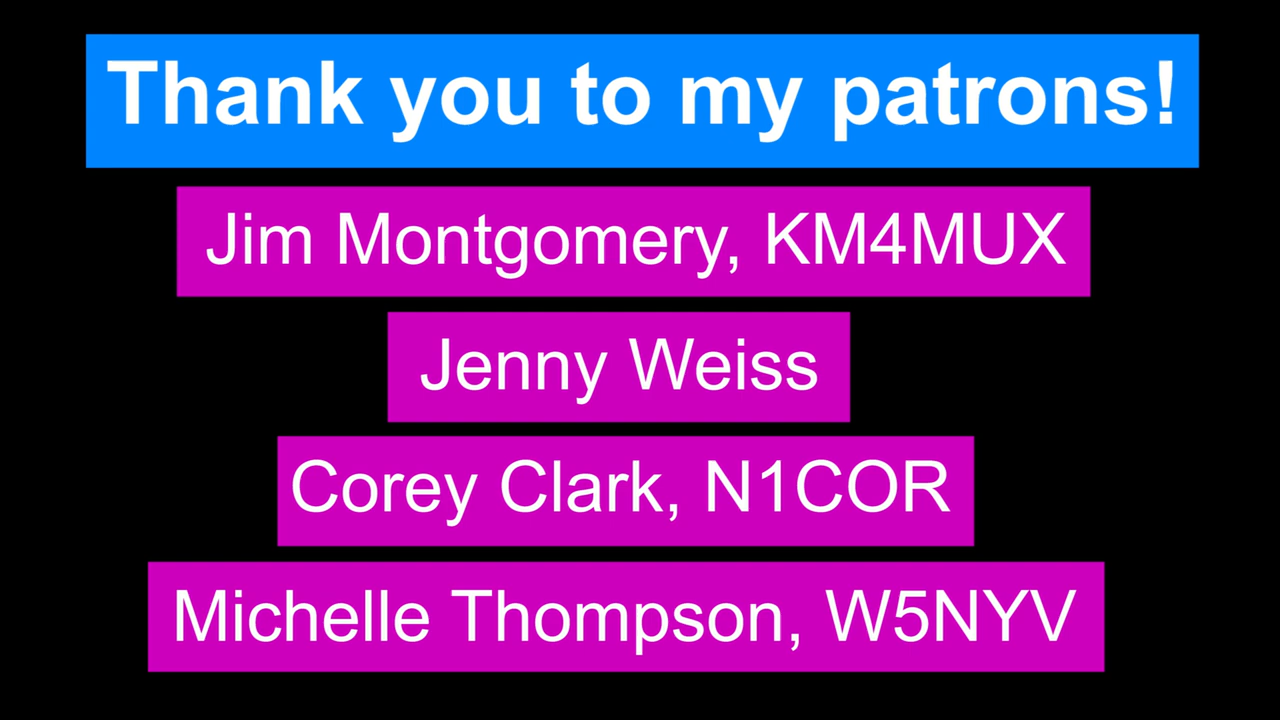 Thank you to my patrons!
Jim Montgomery, KM4MUX
Jenny Weiss
Corey Clark, N1COR
Michelle Thompson, W5NYV